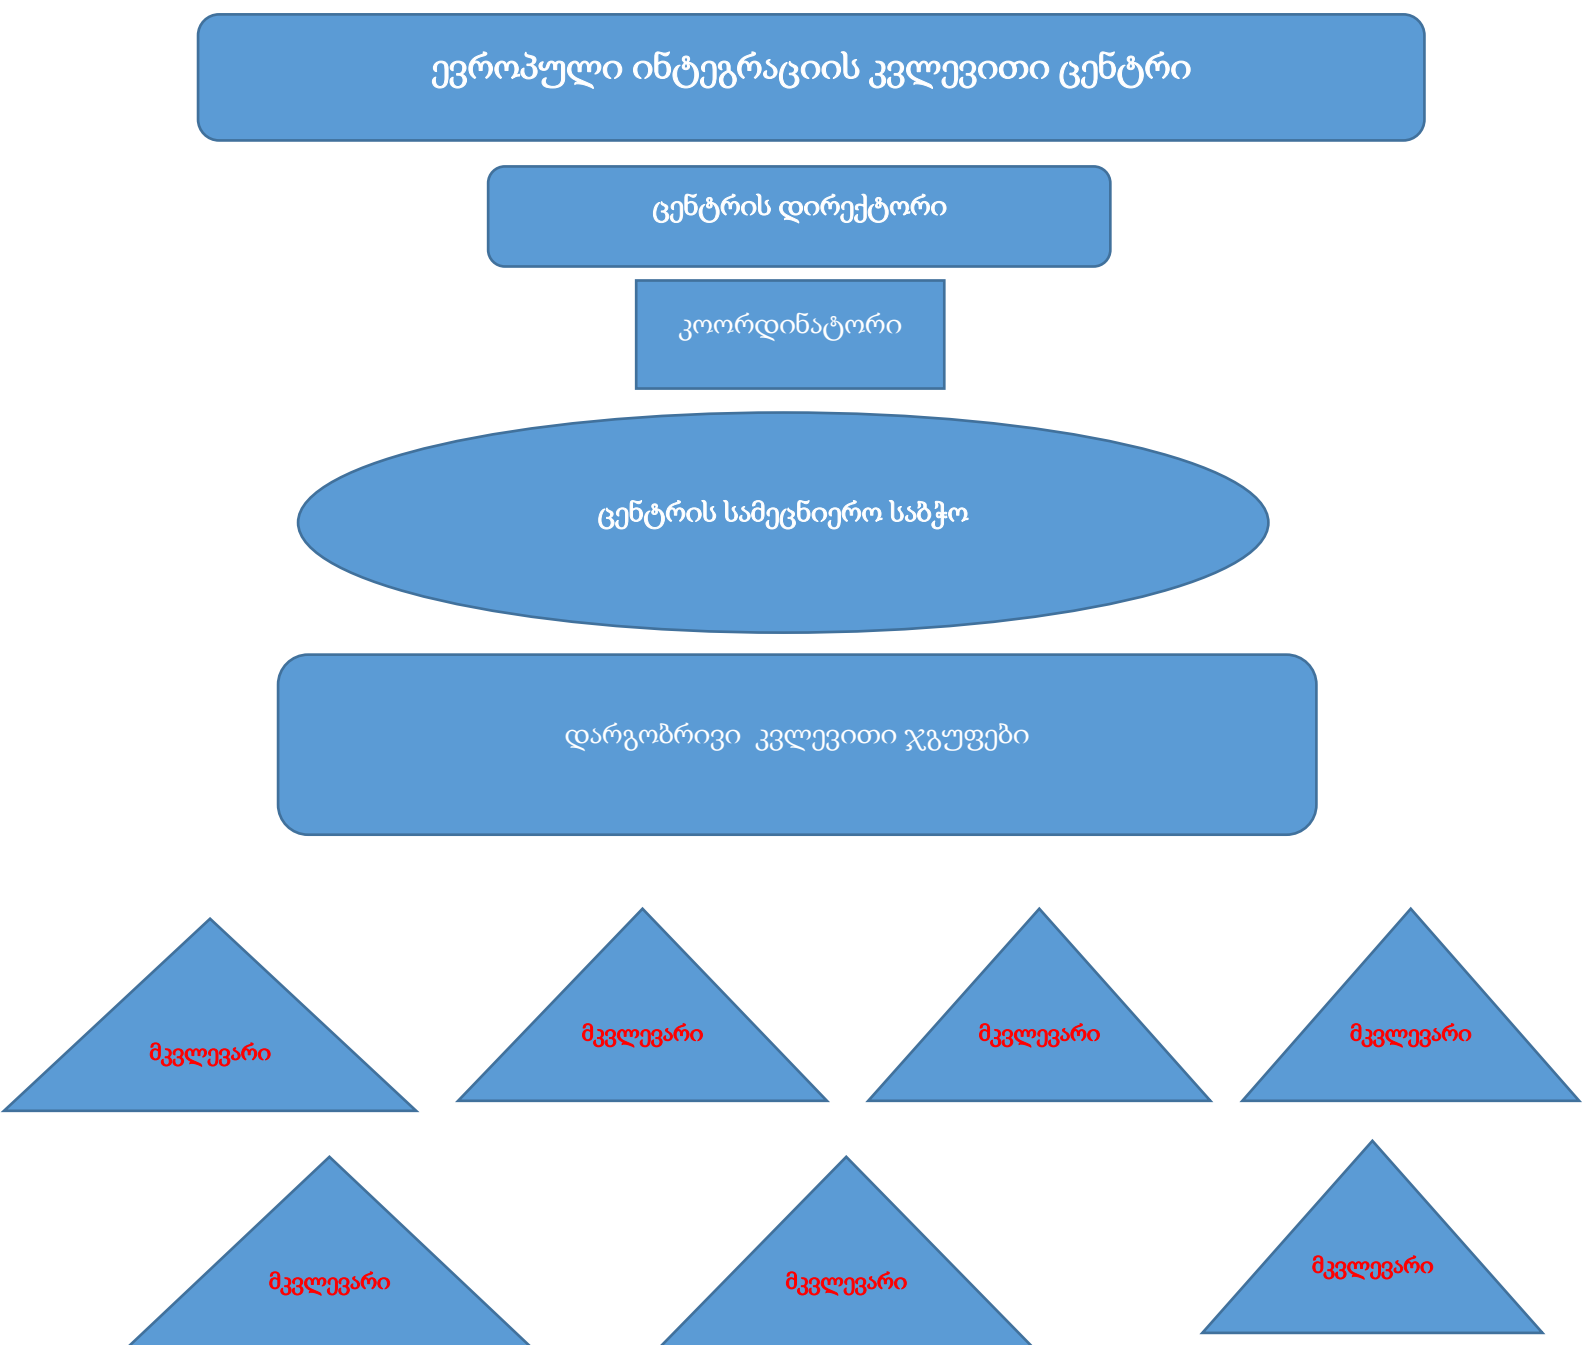 ევროპული ინტეგრაციის კვლევითი ცენტრი
ცენტრის დირექტორი
კოორდინატორი
ცენტრის სამეცნიერო საბჭო
დარგობრივი კვლევითი ჯგუფები
მკვლევარი
მკვლევარი
მკვლევარი
მკვლევარი
მკვლევარი
მკვლევარი
მკვლევარი